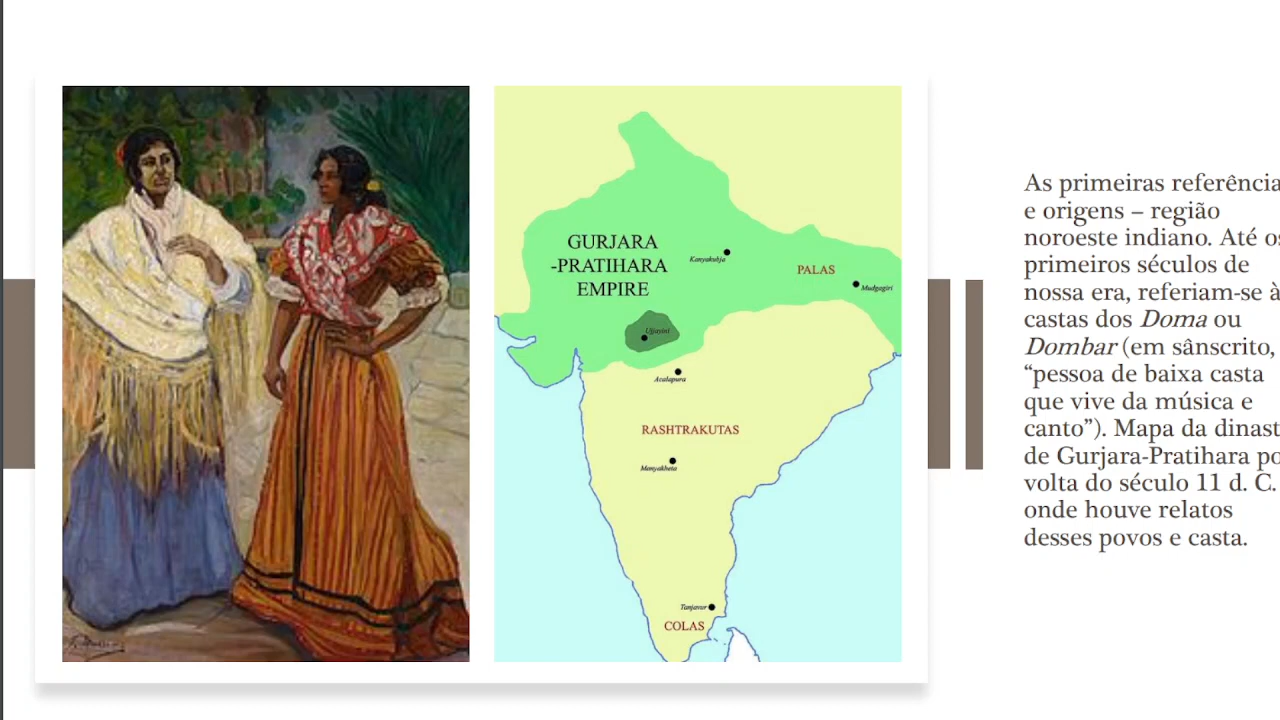 GURJARA
-PRATIHARA
EMPIRE
Kanyakubja
PALAS
Mudgagiri
Ujjayini
Acalapura
RASHTRAKUTAS
Manyakheta
Tanjavur
COLAS
As primeiras referência
e origens – região
noroeste indiano. Até os
primeiros séculos de
nossa era, referiam-se à
castas dos Doma ou
Dombar (em sânscrito,
“pessoa de baixa casta
que vive da música e
canto”). Mapa da dinast
de Gurjara-Pratihara po
volta do século 11 d. C.
onde houve relatos
desses povos e casta.